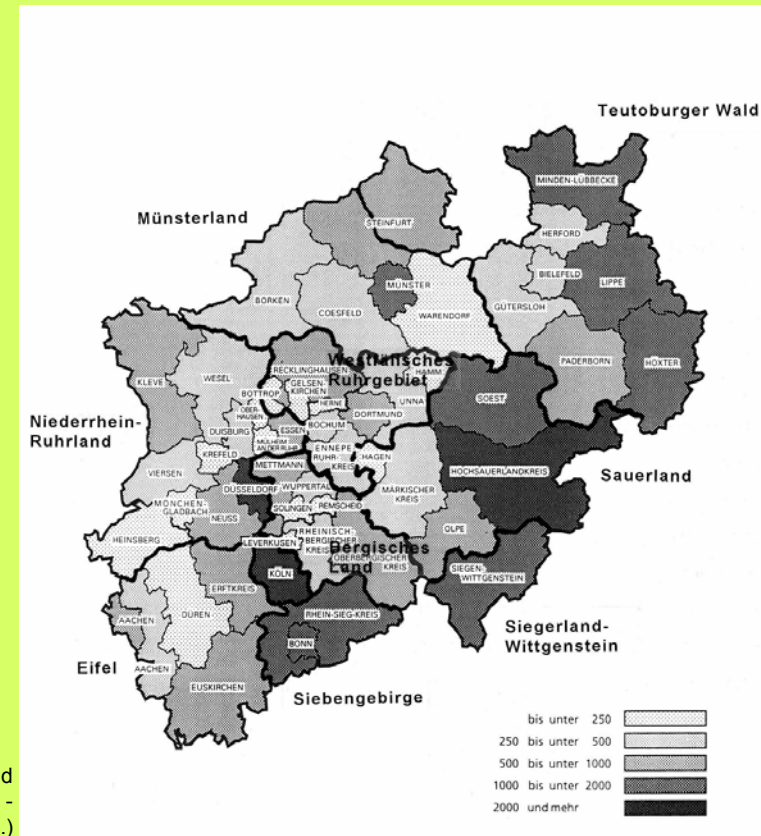 Teutoburger Wald
MINDEN-LÜBBECKE
Münsterland
STEINFURT
HERFORD
BIELEFELD
LIPPE
MÜNSTER
GÜTERSLOH
BORKEN
COESFELD
WARENDORF
PADERBORN
HÖXTER
Westfälisches
Ruhrgebiet
RECKLINGHAUSEN
HAMM
KLEVE
WESEL
GELSEN-
KIRCHEN
BOTTROP
SOEST
UNNA
OBER-
HAUSEN
HERNE
DORTMUND
Niederrhein-
Ruhrland
DUISBURG
ESSEN
BOCHUM
MÜLHEIM
AN DER RUHR
ENNEPE
RUHR-
KREIS
HAGEN
KREFELD
METTMANN
HOCHSAUERLANDKREIS
Sauerland
VIERSEN
DÜSSELDORF
WUPPERTAL
MÄRKISCHER
KREIS
MÖNCHEN-
GLADBACH
NEUSS
SOLINGEN
REMSCHEID
OLPE
HEINSBERG
LEVERKUSEN
RHEINISCH-
BERGISCHER
KREIS
Bergisches
Land
OBERBERGISCHER
KREIS
KÖLN
SIEGEN-
WITTGENSTEIN
ERFTKREIS
AACHEN
DÜREN
RHEIN-SIEG-KREIS
Siegerland-
Wittgenstein
BONN
Eifel
AACHEN
EUSKIRCHEN
Siebengebirge
bis unter 250
250 bis unter 500
500 bis unter 1000
1000 bis unter 2000
2000 und mehr
d
-
.)